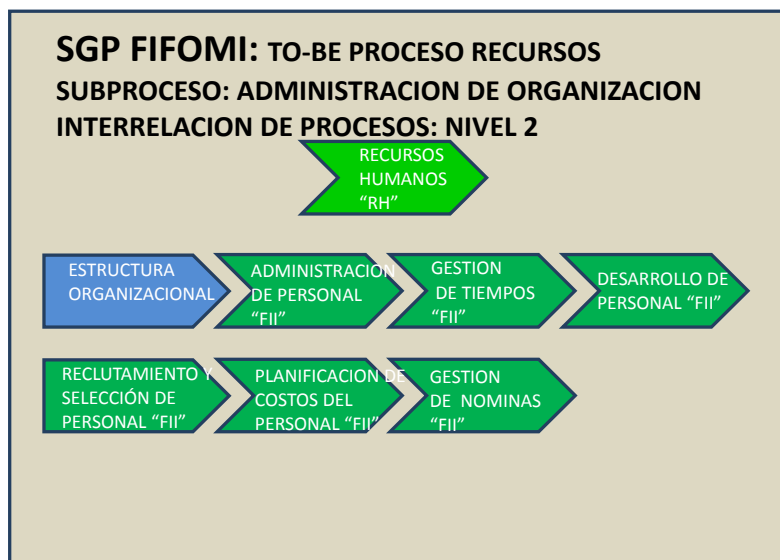 SGP FIFOMI: TO-BE PROCESO RECURSOS
SUBPROCESO: ADMINISTRACION DE ORGANIZACION
INTERRELACION DE PROCESOS: NIVEL 2
RECURSOS
HUMANOS
“RH”
ESTRUCTURA
ORGANIZACIONAL
ADMINISTRACIÓN
DE PERSONAL
“FII”
GESTION
DE TIEMPOS
“FII”
DESARROLLO DE
PERSONAL “FII”
RECLUTAMIENTO Y
SELECCIÓN DE
PERSONAL “FII”
PLANIFICACION DE
COSTOS DEL
PERSONAL “FII”
GESTION
DE NOMINAS
“FII”